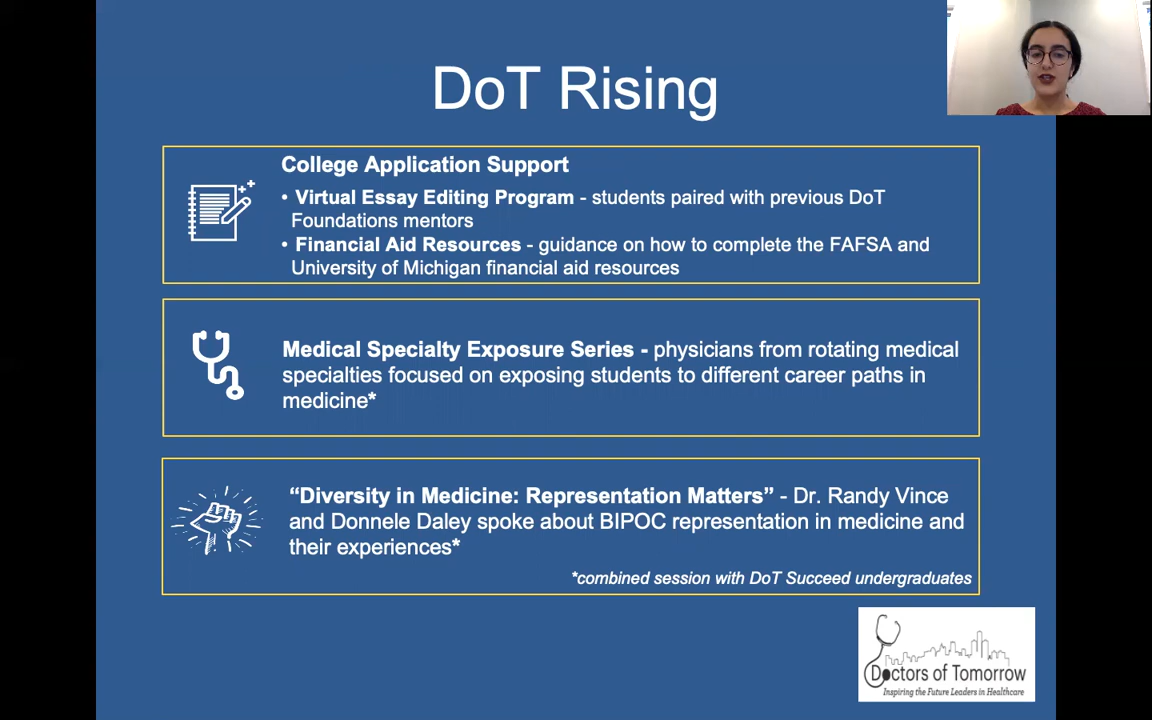 DoT Rising
College Application Support
• Virtual Essay Editing Program - students paired with previous DoT
Foundations mentors
• Financial Aid Resources - guidance on how to complete the FAFSA and
University of Michigan financial aid resources
Medical Specialty Exposure Series - physicians from rotating medical
specialties focused on exposing students to different career paths in
medicine*
“Diversity in Medicine: Representation Matters” - Dr. Randy Vince
and Donnele Daley spoke about BIPOC representation in medicine and
their experiences*
*combined session with DoT Succeed undergraduates
Doctors of Tomorrow
Inspiring the Future Leaders in Healthcare